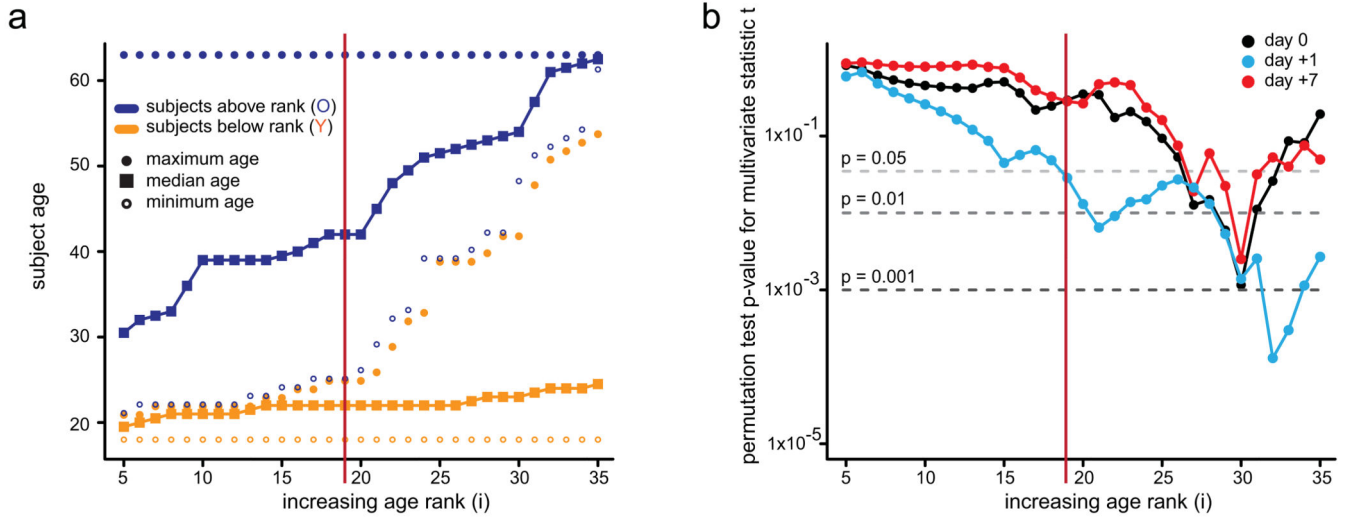 a
subject age
60
50
40
30
20
subjects above rank (O)
subjects below rank (Y)
maximum age
median age
minimum age
5 10 15 20 25 30 35
increasing age rank (i)
b
permutation test p-value for multivariate statistic t
1x10⁻¹
1x10⁻³
1x10⁻⁵
day 0
day +1
day +7
p = 0.05
p = 0.01
p = 0.001
5 10 15 20 25 30 35
increasing age rank (i)